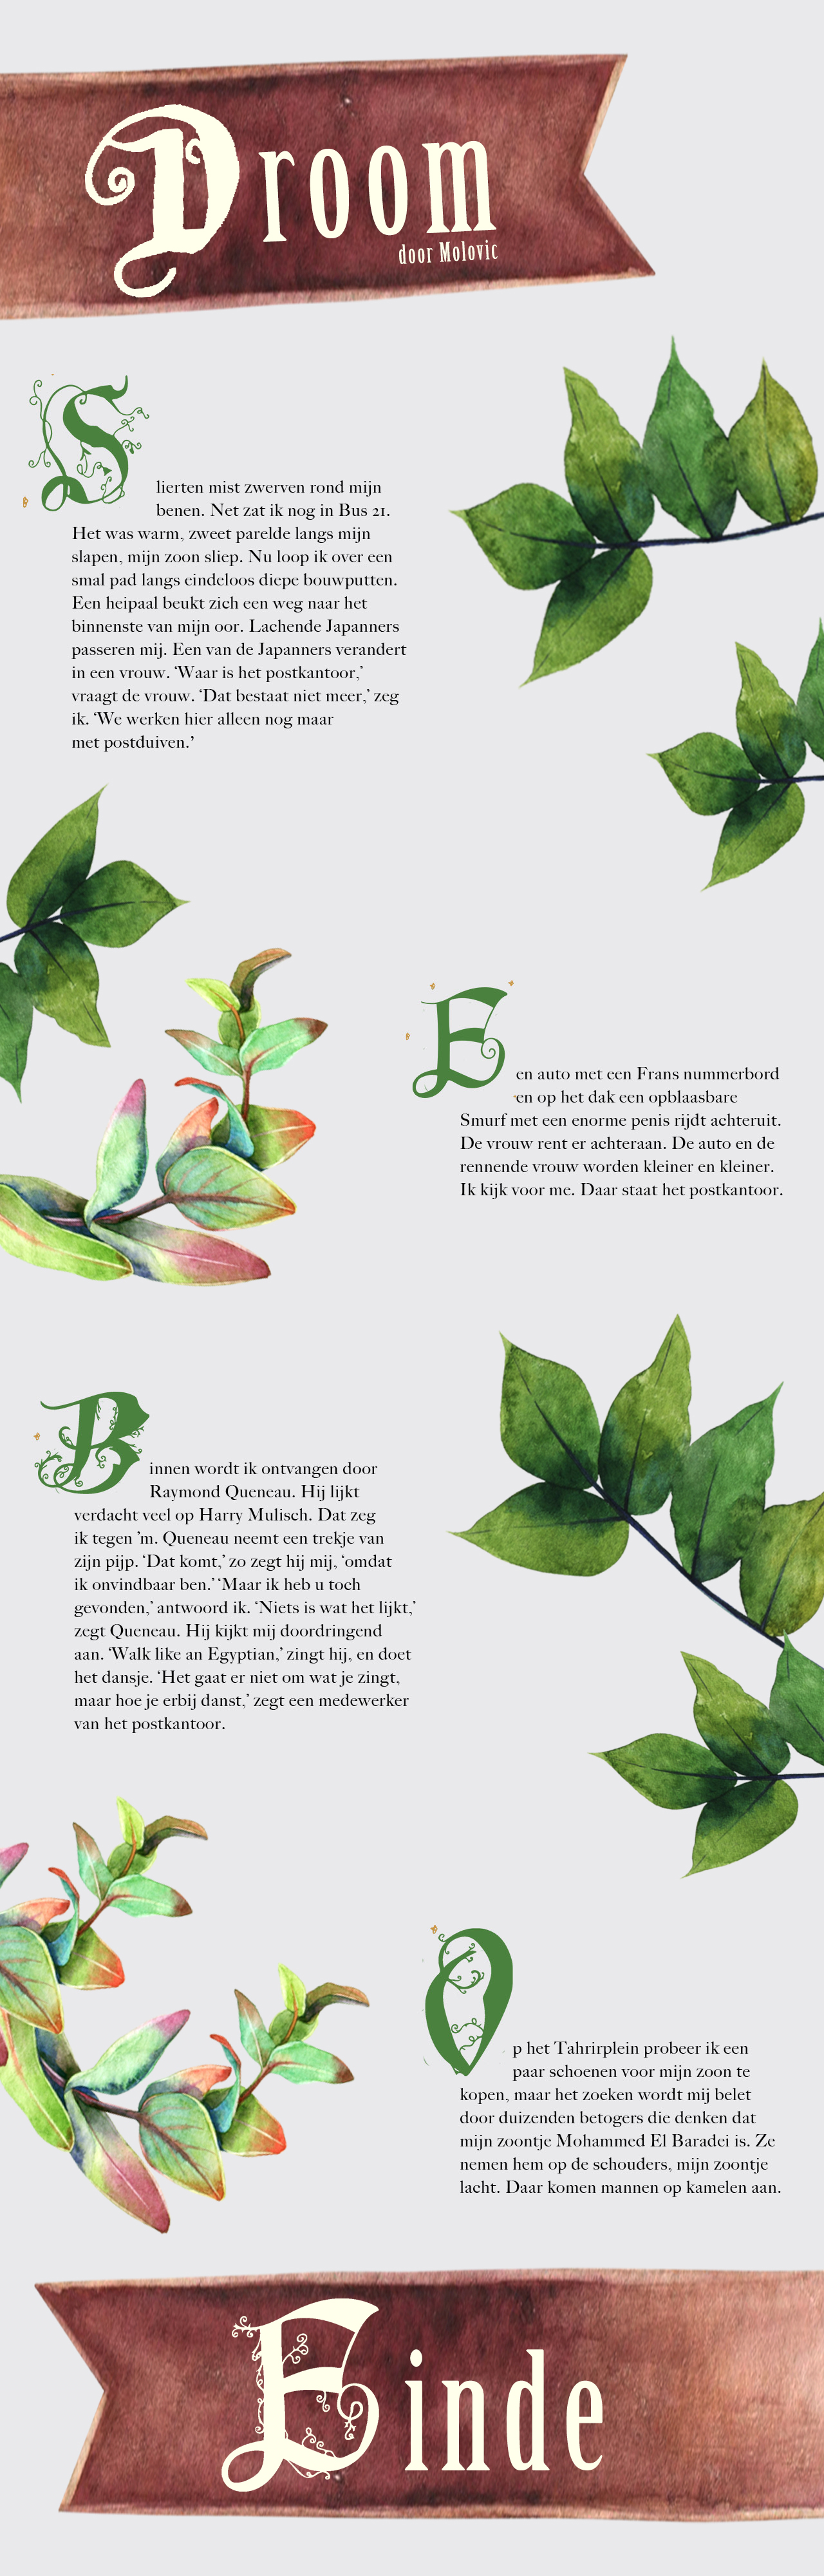 Droom
door Molovic
Slierten mist zwerven rond mijn
benen. Net zat ik nog in Bus 21.
Het was warm, zweet parelde langs mijn
slapen, mijn zoon sliep. Nu loop ik over een
smal pad langs eindeloos diepe bouwputten.
Een heipaal beukt zich een weg naar het
binnenste van mijn oor. Lachende Japanners
passeren mij. Een van de Japanners verandert
in een vrouw. ‘Waar is het postkantoor,’
vraagt de vrouw. ‘Dat bestaat niet meer,’ zeg
ik. ‘We werken hier alleen nog maar
met postduiven.’
Een auto met een Frans nummerbord
en op het dak een opblaasbare
Smurf met een enorme penis rijdt achteruit.
De vrouw rent er achteraan. De auto en de
rennende vrouw worden kleiner en kleiner.
Ik kijk voor me. Daar staat het postkantoor.
Binnen wordt ik ontvangen door
Raymond Queneau. Hij lijkt
verdacht veel op Harry Mulisch. Dat zeg
ik tegen ’m. Queneau neemt een trekje van
zijn pijp. ‘Dat komt,’ zo zegt hij mij, ‘omdat
ik onvindbaar ben.’ ‘Maar ik heb u toch
gevonden,’ antwoord ik. ‘Niets is wat het lijkt,’
zegt Queneau. Hij kijkt mij doordringend
aan. ‘Walk like an Egyptian,’ zingt hij, en doet
het dansje. ‘Het gaat er niet om wat je zingt,
maar hoe je erbij danst,’ zegt een medewerker
van het postkantoor.
Op het Tahrirplein probeer ik een
paar schoenen voor mijn zoon te
kopen, maar het zoeken wordt mij belet
door duizenden betogers die denken dat
mijn zoontje Mohammed El Baradei is. Ze
nemen hem op de schouders, mijn zoontje
lacht. Daar komen mannen op kamelen aan.
Einde